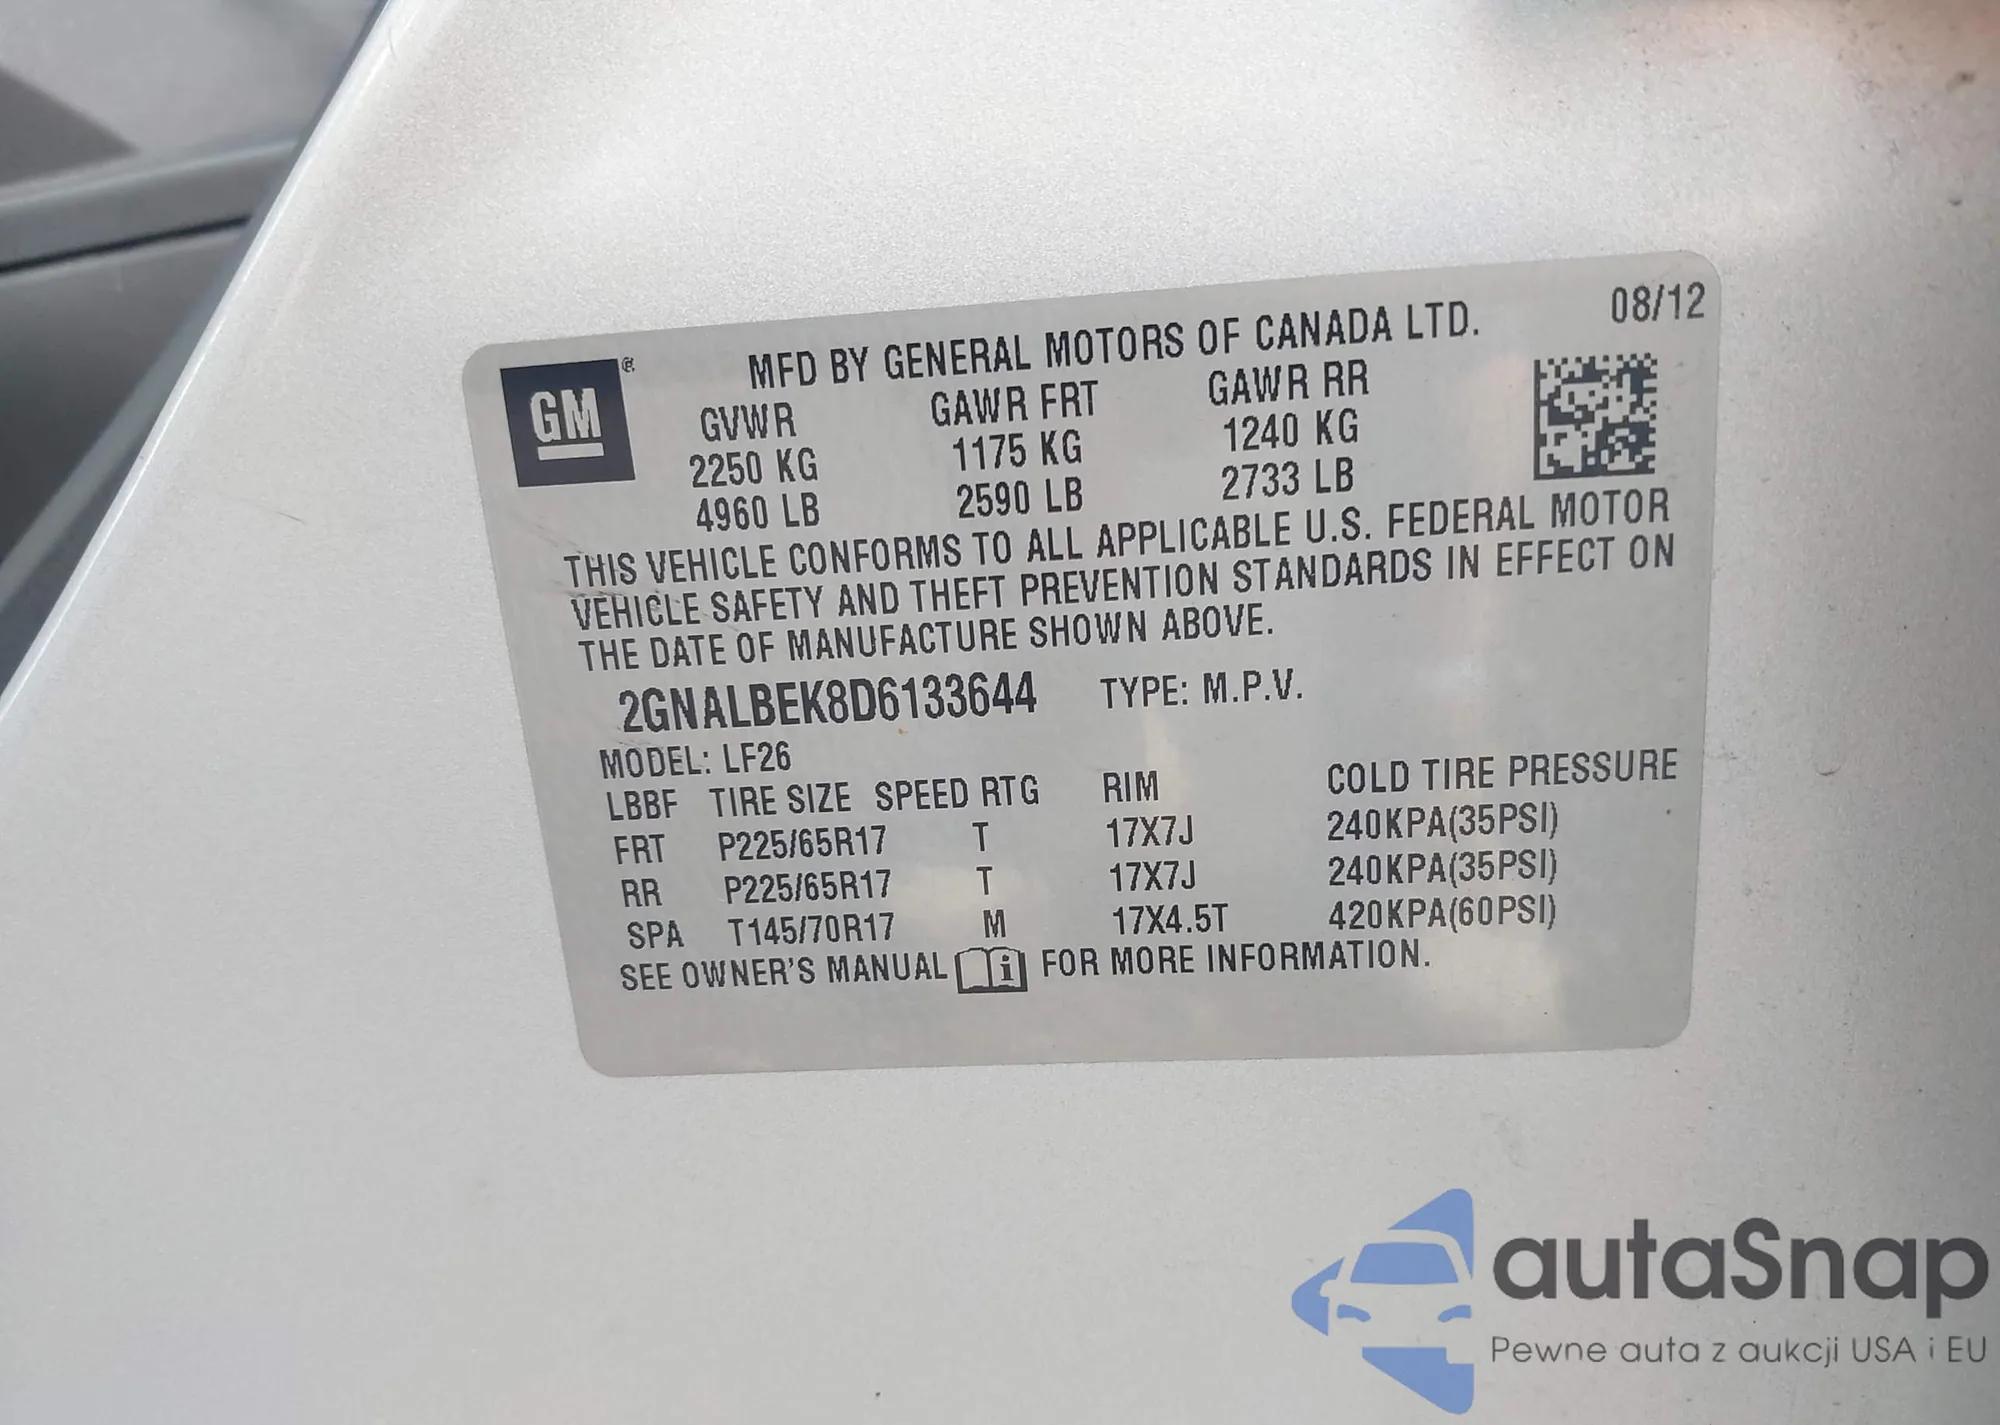 08/12
MFD BY GENERAL MOTORS OF CANADA LTD.
GM
GVWR GAWR FRT GAWR RR
2250 KG 1175 KG 1240 KG
4960 LB 2590 LB 2733 LB
THIS VEHICLE CONFORMS TO ALL APPLICABLE U.S. FEDERAL MOTOR
VEHICLE SAFETY AND THEFT PREVENTION STANDARDS IN EFFECT ON
THE DATE OF MANUFACTURE SHOWN ABOVE.
2GNALBEK8D6133644 TYPE: M.P.V.
MODEL: LF26
LBBF TIRE SIZE SPEED RTG RIM COLD TIRE PRESSURE
FRT P225/65R17 T 17X7J 240KPA(35PSI)
RR P225/65R17 T 17X7J 240KPA(35PSI)
SPA T145/70R17 M 17X4.5T 420KPA(60PSI)
SEE OWNER'S MANUAL i FOR MORE INFORMATION.
autaSnap
Pewne auta z aukcji USA i EU